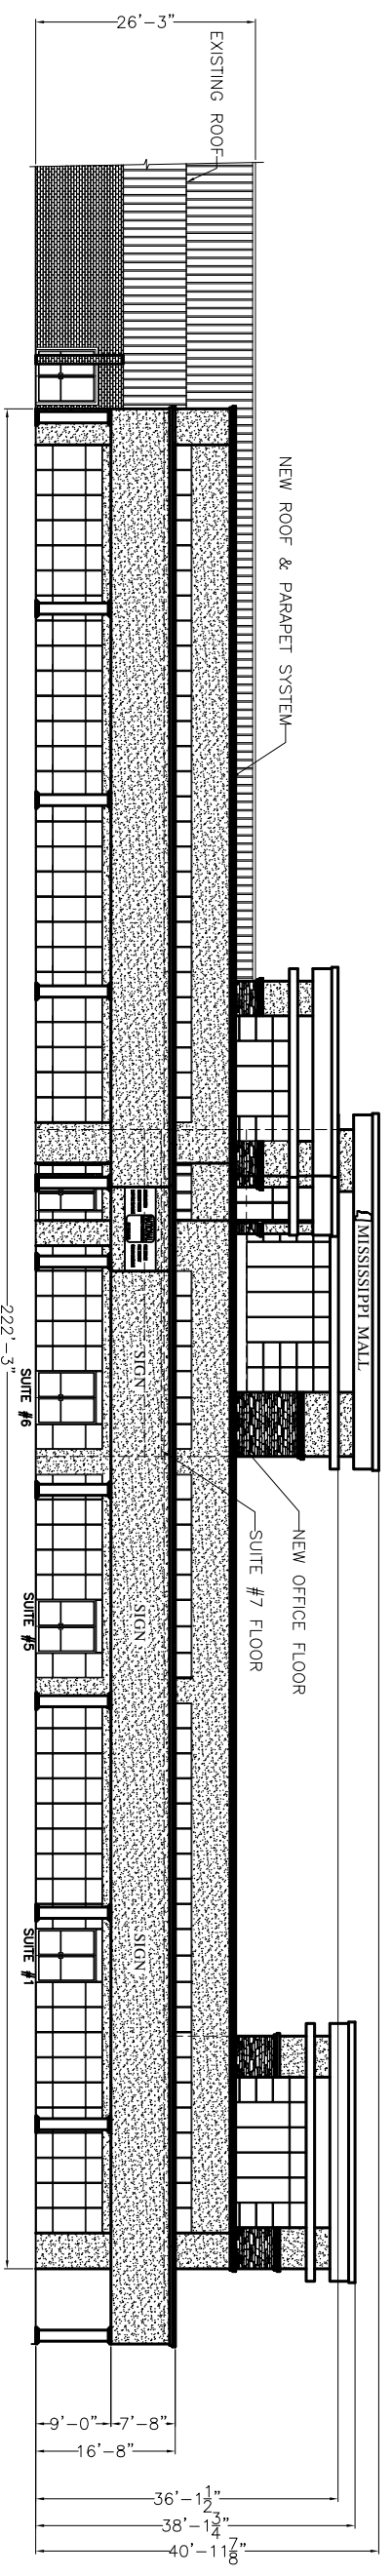 26'-3"
EXISTING ROOF
NEW ROOF & PARAPET SYSTEM
MISSISSIPPI MALL
NEW OFFICE FLOOR
SUITE #7 FLOOR
SIGN
SIGN
SIGN
SUITE #6
SUITE #5
SUITE #1
222'-3"
9'-0"
7'-8"
16'-8"
36'-1 1/2"
38'-1 3/4"
40'-11 7/8"